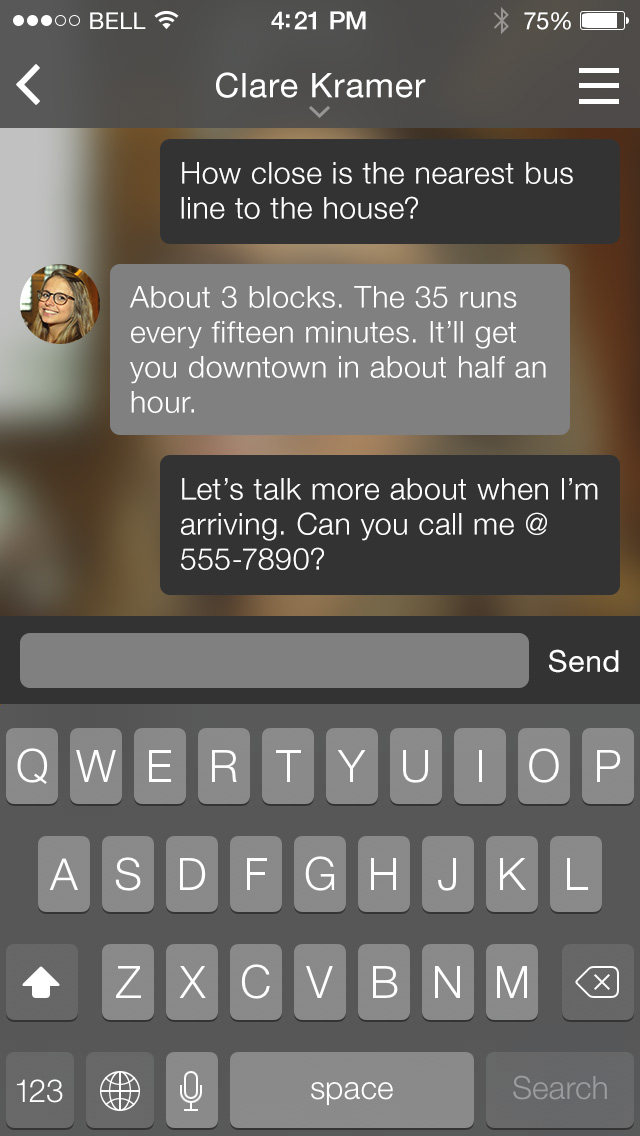 BELL 4:21 PM 75%
Clare Kramer
How close is the nearest bus
line to the house?
About 3 blocks. The 35 runs
every fifteen minutes. It’ll get
you downtown in about half an
hour.
Let’s talk more about when I’m
arriving. Can you call me @
555-7890?
Send
Q W E R T Y U I O P
A S D F G H J K L
Z X C V B N M
123 space Search